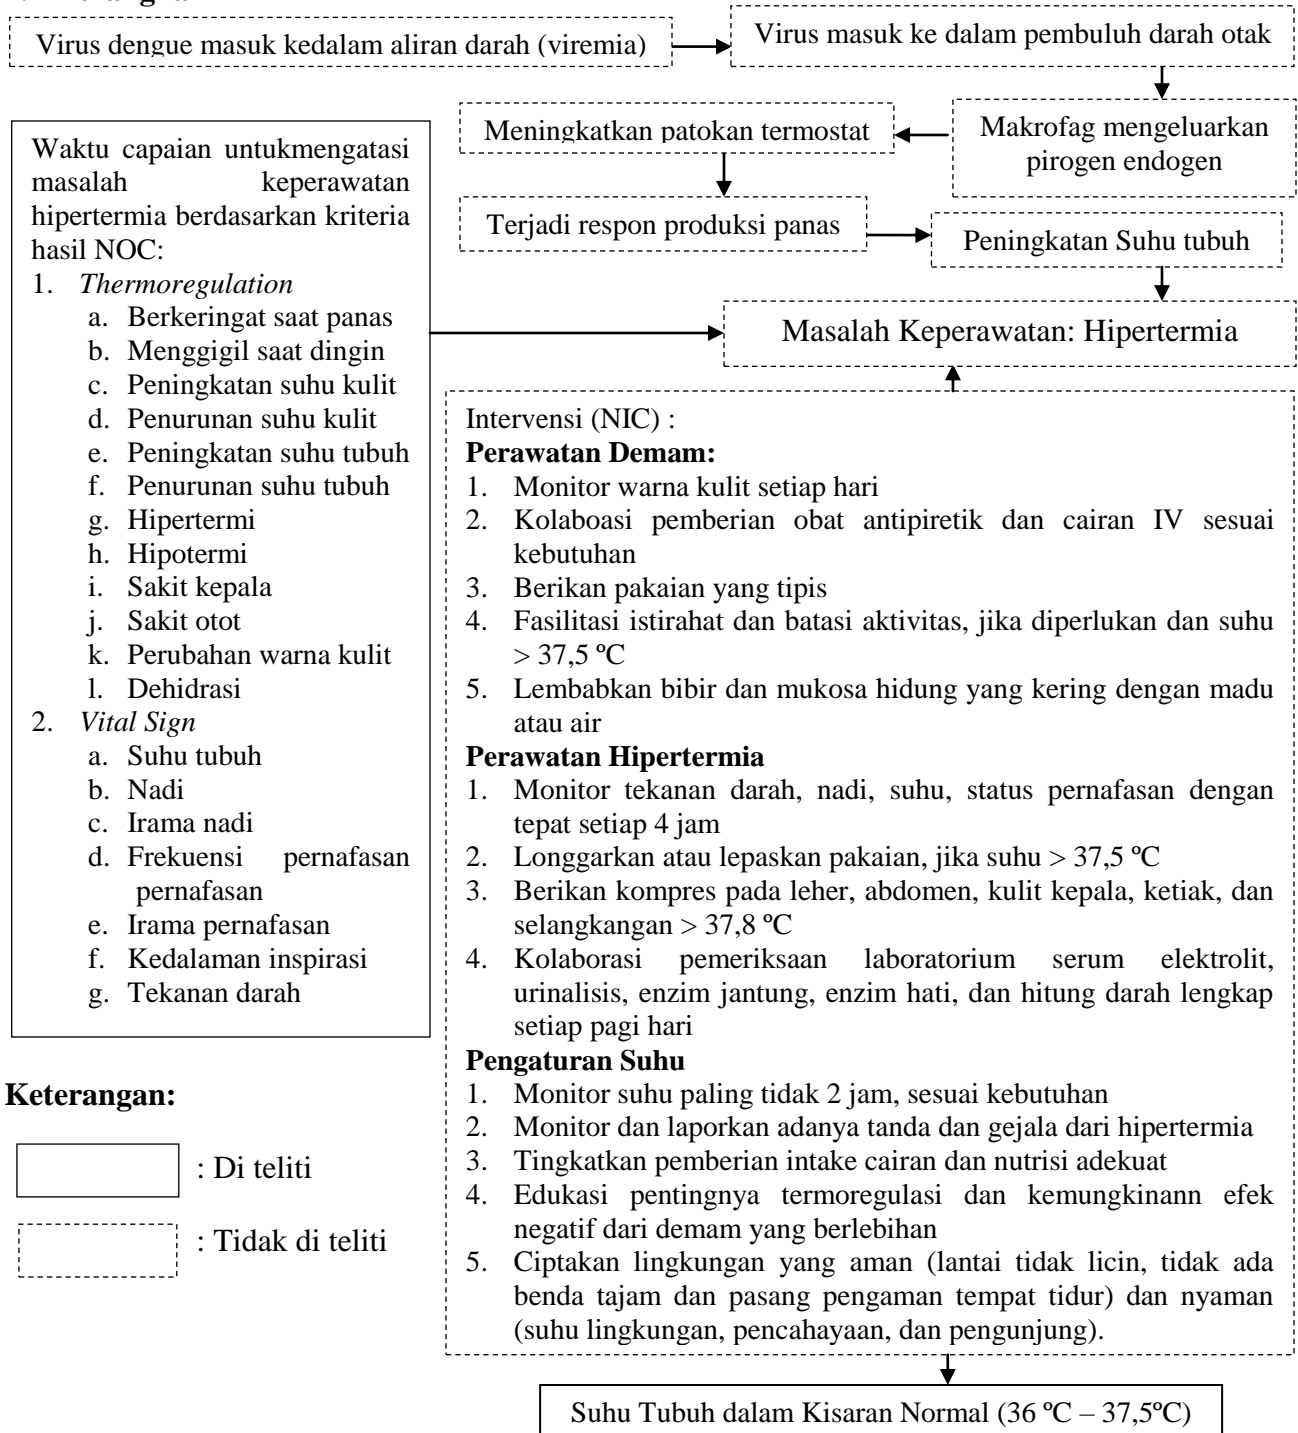 Virus dengue masuk kedalam aliran darah (viremia)
Virus masuk ke dalam pembuluh darah otak
Makrofag mengeluarkan
pirogen endogen
Meningkatkan patokan termostat
Terjadi respon produksi panas
Peningkatan Suhu tubuh
Masalah Keperawatan: Hipertermia
Waktu capaian untukmengatasi
masalah keperawatan
hipertermia berdasarkan kriteria
hasil NOC:
1. Thermoregulation
a. Berkeringat saat panas
b. Menggigil saat dingin
c. Peningkatan suhu kulit
d. Penurunan suhu kulit
e. Peningkatan suhu tubuh
f. Penurunan suhu tubuh
g. Hipertermi
h. Hipotermi
i. Sakit kepala
j. Sakit otot
k. Perubahan warna kulit
l. Dehidrasi
2. Vital Sign
a. Suhu tubuh
b. Nadi
c. Irama nadi
d. Frekuensi pernafasan
pernafasan
e. Irama pernafasan
f. Kedalaman inspirasi
g. Tekanan darah
Intervensi (NIC) :
Perawatan Demam:
1. Monitor warna kulit setiap hari
2. Kolaboasi pemberian obat antipiretik dan cairan IV sesuai
kebutuhan
3. Berikan pakaian yang tipis
4. Fasilitasi istirahat dan batasi aktivitas, jika diperlukan dan suhu
> 37,5 ºC
5. Lembabkan bibir dan mukosa hidung yang kering dengan madu
atau air
Perawatan Hipertermia
1. Monitor tekanan darah, nadi, suhu, status pernafasan dengan
tepat setiap 4 jam
2. Longgarkan atau lepaskan pakaian, jika suhu > 37,5 ºC
3. Berikan kompres pada leher, abdomen, kulit kepala, ketiak, dan
selangkangan > 37,8 ºC
4. Kolaborasi pemeriksaan laboratorium serum elektrolit,
urinalisis, enzim jantung, enzim hati, dan hitung darah lengkap
setiap pagi hari
Pengaturan Suhu
1. Monitor suhu paling tidak 2 jam, sesuai kebutuhan
2. Monitor dan laporkan adanya tanda dan gejala dari hipertermia
3. Tingkatkan pemberian intake cairan dan nutrisi adekuat
4. Edukasi pentingnya termoregulasi dan kemungkinann efek
negatif dari demam yang berlebihan
5. Ciptakan lingkungan yang aman (lantai tidak licin, tidak ada
benda tajam dan pasang pengaman tempat tidur) dan nyaman
(suhu lingkungan, pencahayaan, dan pengunjung).
Suhu Tubuh dalam Kisaran Normal (36 ºC – 37,5ºC)
Keterangan:
: Di teliti
: Tidak di teliti